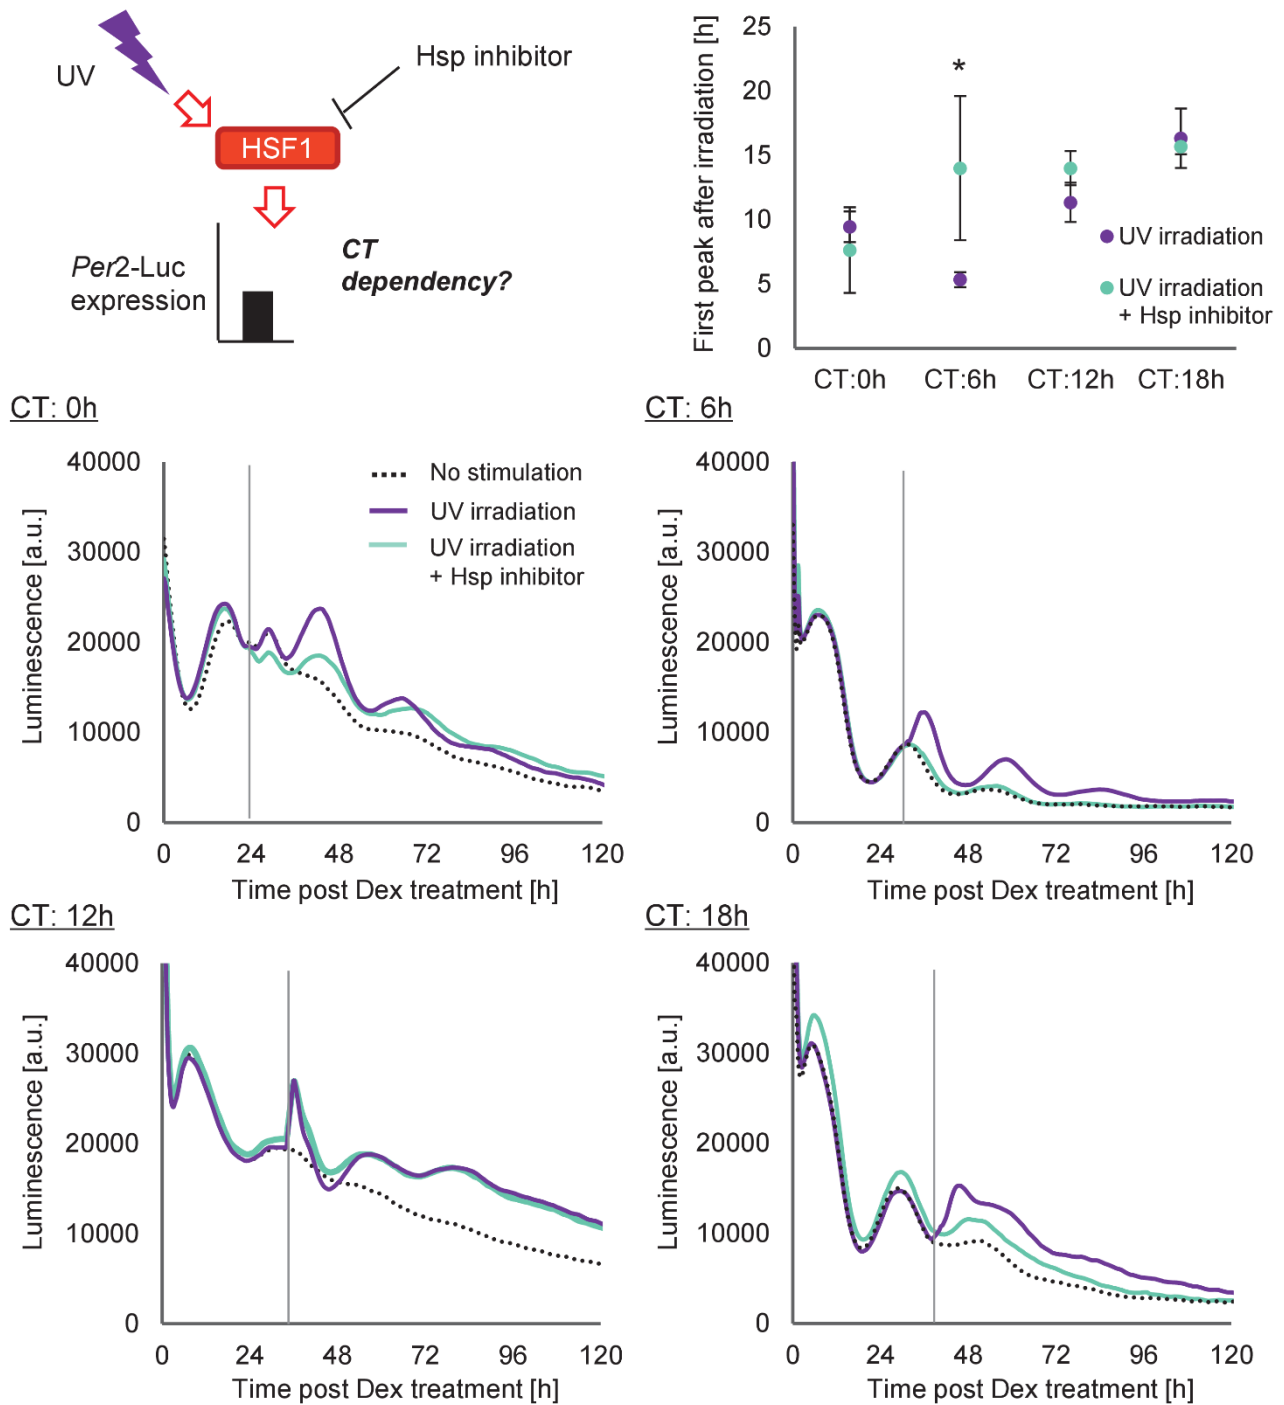 UV
Hsp inhibitor
HSF1
Per2-Luc
expression
CT
dependency?
First peak after irradiation [h]
25
20
15
10
5
0
CT:0h
CT:6h
CT:12h
CT:18h
*
UV irradiation
UV irradiation
+ Hsp inhibitor
CT: 0h
Luminescence [a.u.]
40000
30000
20000
10000
0
No stimulation
UV irradiation
UV irradiation
+ Hsp inhibitor
0 24 48 72 96 120
Time post Dex treatment [h]
CT: 6h
Luminescence [a.u.]
40000
30000
20000
10000
0
0 24 48 72 96 120
Time post Dex treatment [h]
CT: 12h
Luminescence [a.u.]
40000
30000
20000
10000
0
0 24 48 72 96 120
Time post Dex treatment [h]
CT: 18h
Luminescence [a.u.]
40000
30000
20000
10000
0
0 24 48 72 96 120
Time post Dex treatment [h]